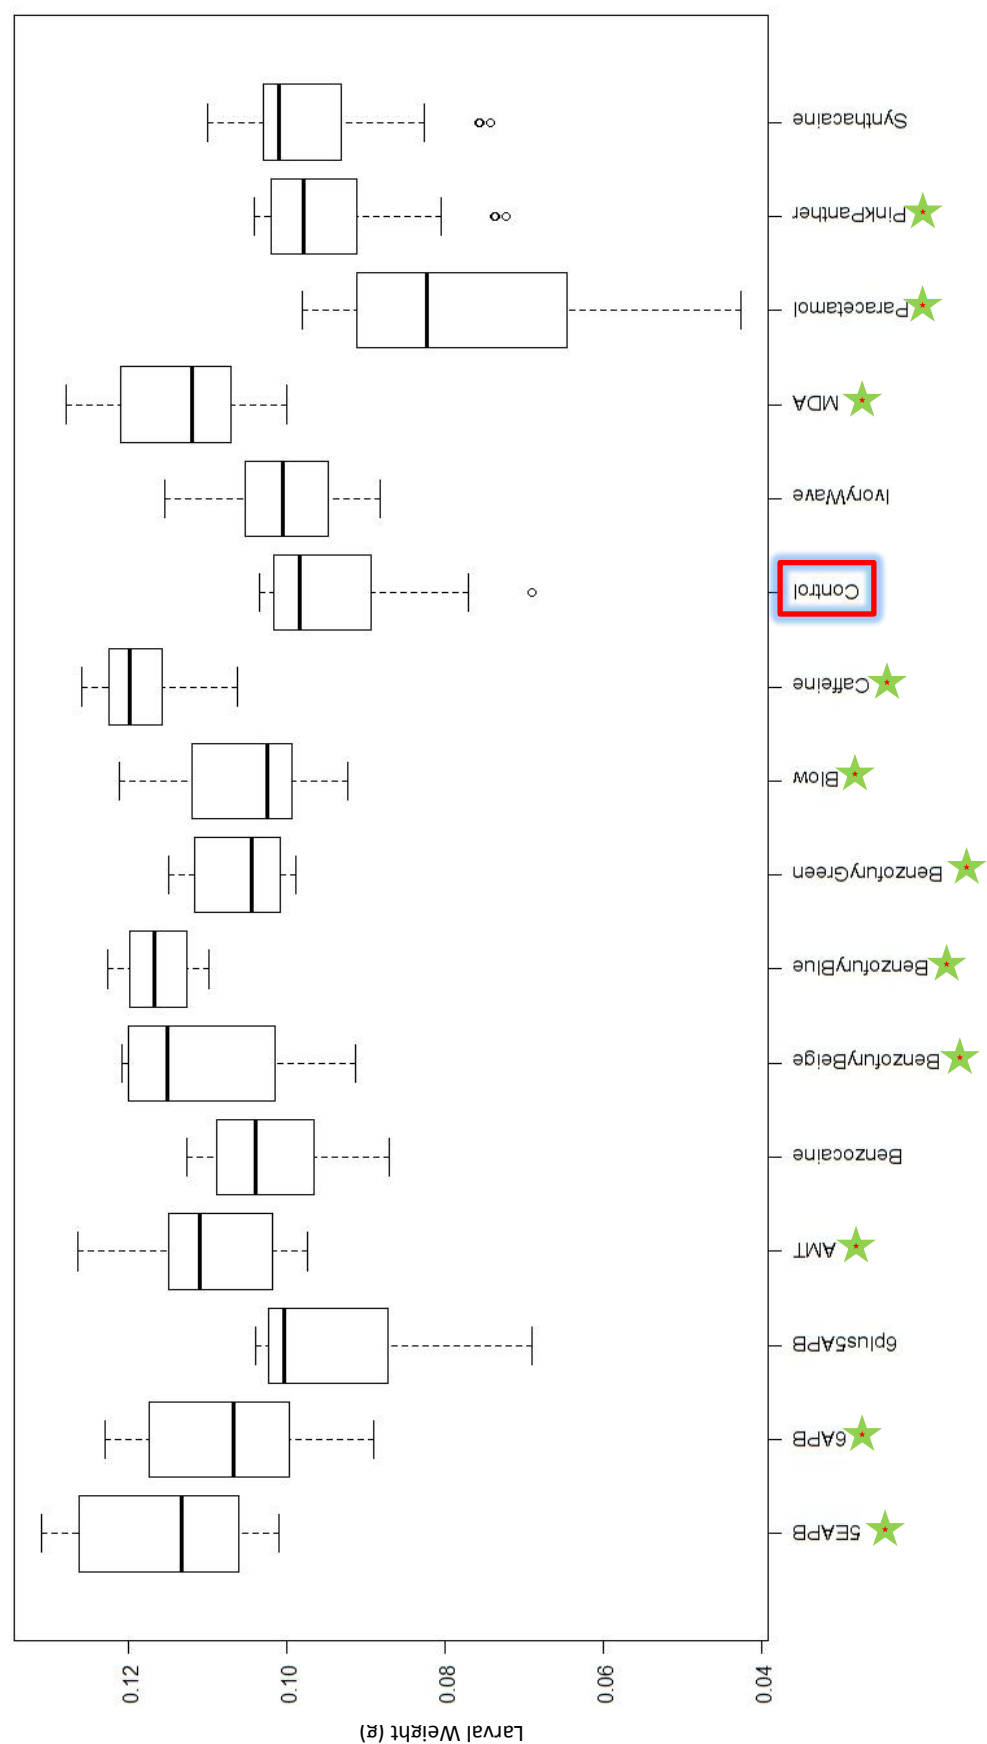 Synthacaine
PinkPanther
Paracetamol
MDA
IvoryWave
Control
Caffeine
Blow
BenzofuryGreen
BenzofuryBlue
BenzofuryBeige
Benzocaine
AMT
6plus5APB
6APB
5EAPB
0.12
0.10
0.08
0.06
0.04
Larval Weight (g)